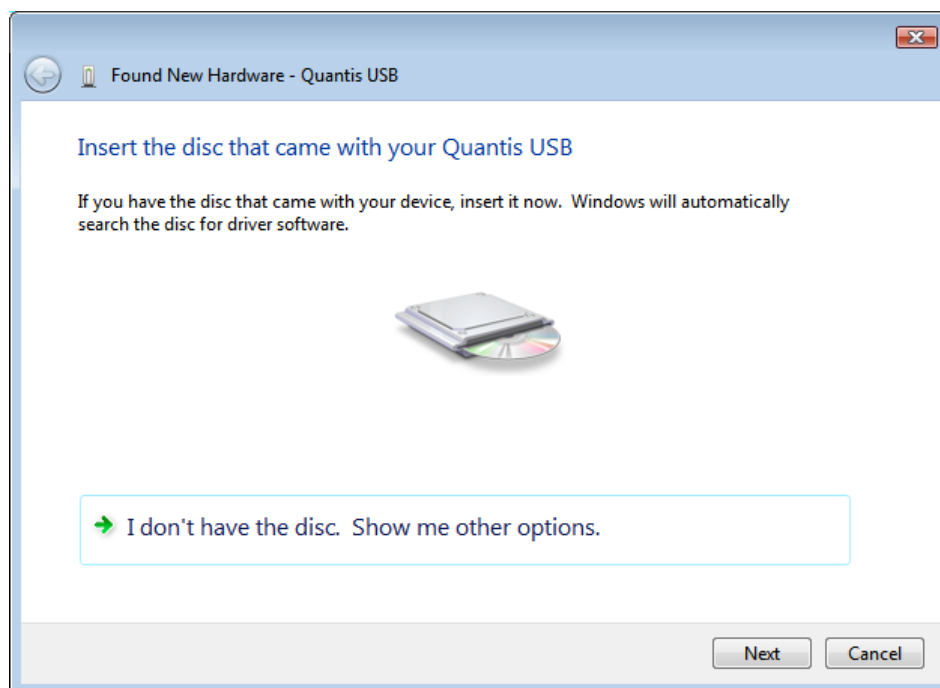 Found New Hardware - Quantis USB
Insert the disc that came with your Quantis USB
If you have the disc that came with your device, insert it now.  Windows will automatically
search the disc for driver software.
I don't have the disc.  Show me other options.
Next
Cancel